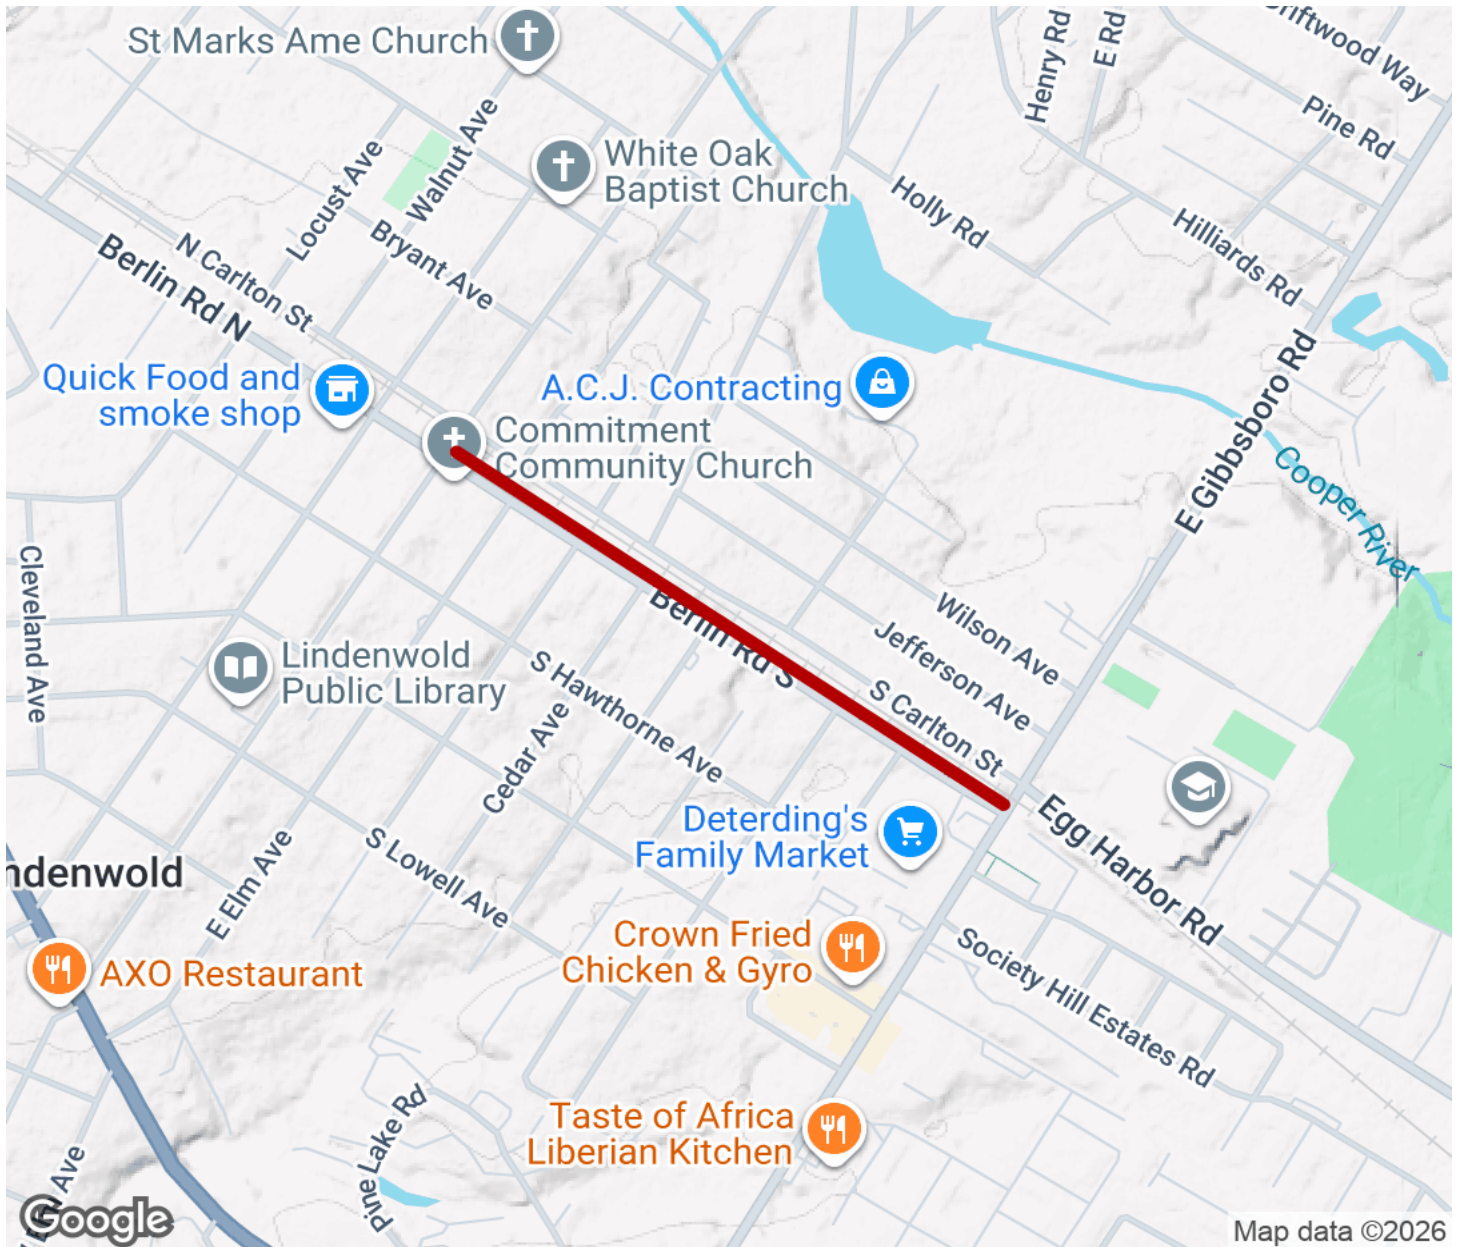 St Marks Ame Church
Henry Rd
E Rd
Driftwood Way
Pine Rd
Locust Ave
Walnut Ave
White Oak
Baptist Church
Holly Rd
Hilliards Rd
N Carlton St
Berlin Rd N
Bryant Ave
Quick Food and
smoke shop
A.C.J. Contracting
E Gibbsboro Rd
Commitment
Community Church
Cooper River
Cleveland Ave
Berlin Rd S
Wilson Ave
Jefferson Ave
Lindenwold
Public Library
S Hawthorne Ave
S Carlton St
Cedar Ave
Deterding's
Family Market
Egg Harbor Rd
ndenwold
E Elm Ave
S Lowell Ave
Crown Fried
Chicken & Gyro
AXO Restaurant
Society Hill Estates Rd
Pine Lake Rd
Taste of Africa
Liberian Kitchen
Ave
Google
Map data ©2026